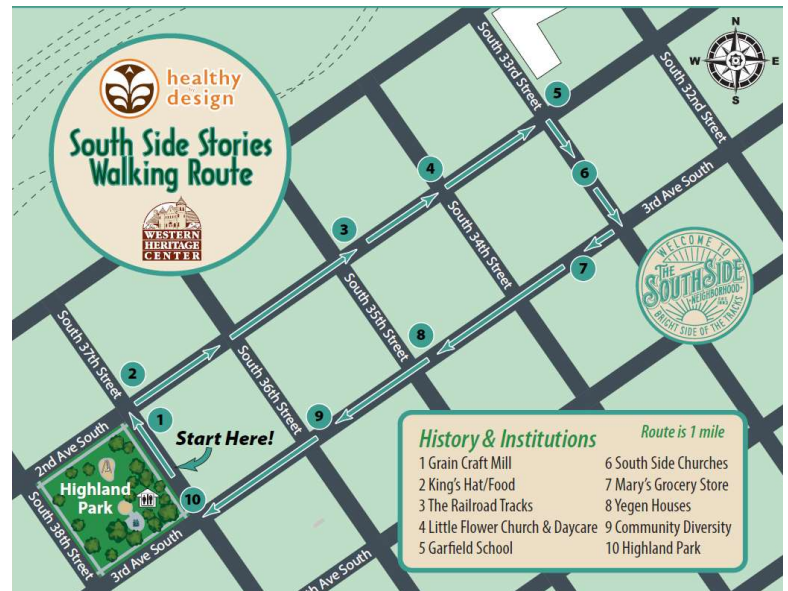 healthy
by
design
South Side Stories
Walking Route
WESTERN
HERITAGE
CENTER
N
W
E
S
South 33rd Street
South 32nd Street
5
6
4
3rd Ave South
3
South 34th Street
7
WELCOME TO
THE
SOUTHSIDE
NEIGHBORHOOD
BRIGHT SIDE OF THE TRACKS
South 37th Street
South 35th Street
8
2
South 36th Street
1
9
Start Here!
2nd Ave South
Highland
Park
10
South 38th Street
3rd Ave South
Ave South
History & Institutions
Route is 1 mile
1 Grain Craft Mill
2 King's Hat/Food
3 The Railroad Tracks
4 Little Flower Church & Daycare
5 Garfield School
6 South Side Churches
7 Mary's Grocery Store
8 Yegen Houses
9 Community Diversity
10 Highland Park